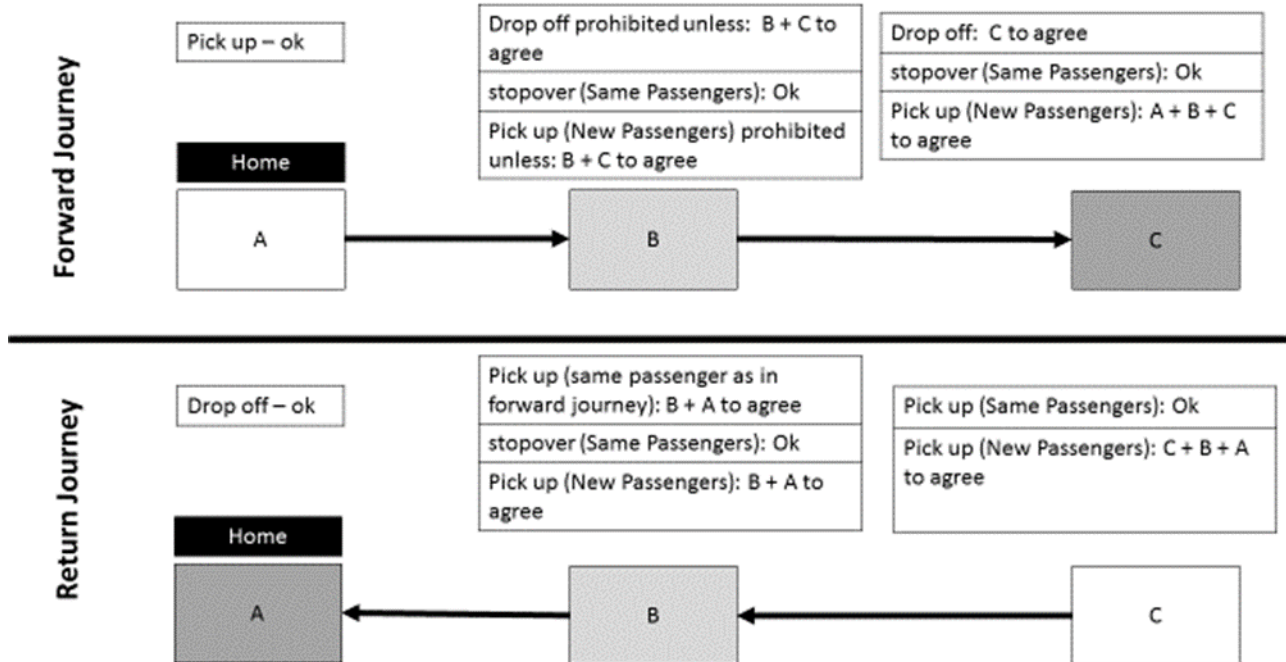 Forward Journey
Pick up – ok
Home
A
Drop off prohibited unless: B + C to
agree
stopover (Same Passengers): Ok
Pick up (New Passengers) prohibited
unless: B + C to agree
B
Drop off: C to agree
stopover (Same Passengers): Ok
Pick up (New Passengers): A + B + C
to agree
C
Return Journey
Drop off – ok
Home
A
Pick up (same passenger as in
forward journey): B + A to agree
stopover (Same Passengers): Ok
Pick up (New Passengers): B + A to
agree
B
Pick up (Same Passengers): Ok
Pick up (New Passengers): C + B + A
to agree
C